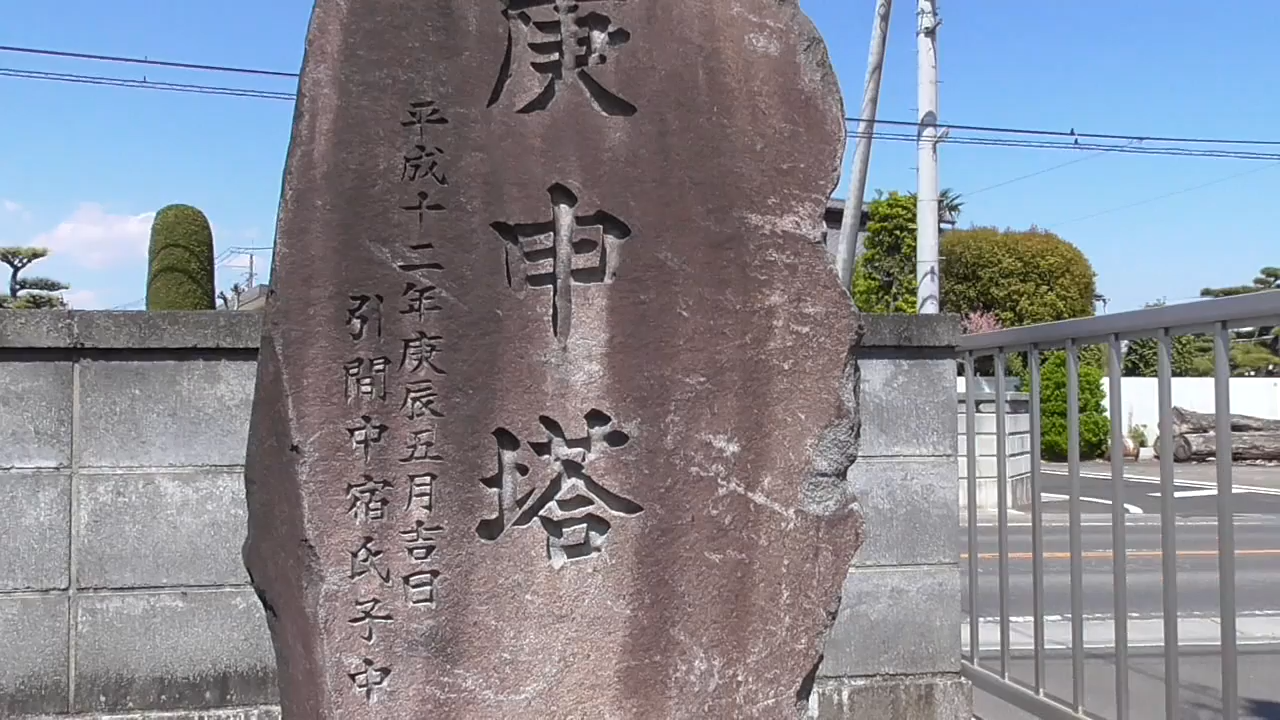 庚申塔
平成十二年庚辰五月吉日
引間中宿氏子中